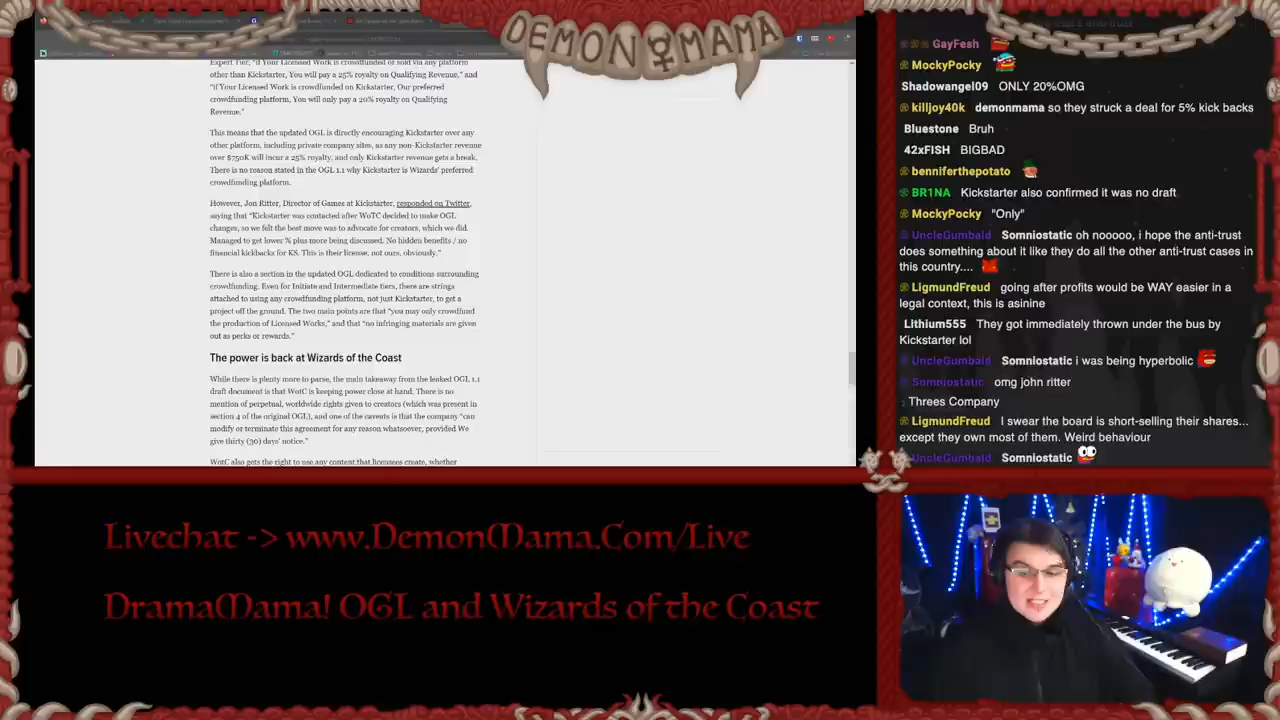 DEMON MAMA
Expert Tier, "if Your Licensed Work is crowdfunded or sold via any platform
other than Kickstarter, You will pay a 25% royalty on Qualifying Revenue," and
"if Your Licensed Work is crowdfunded on Kickstarter, Our preferred
crowdfunding platform, You will only pay a 20% royalty on Qualifying
Revenue."
This means that the updated OGL is directly encouraging Kickstarter over any
other platform, including private company sites, as any non-Kickstarter revenue
over $750K will incur a 25% royalty, and only Kickstarter revenue gets a break.
There is no reason stated in the OGL 1.1 why Kickstarter is Wizards' preferred
crowdfunding platform.
However, Jon Ritter, Director of Games at Kickstarter, responded on Twitter,
saying that "Kickstarter was contacted after WoTC decided to make OGL
changes, so we felt the best move was to advocate for creators, which we did.
Managed to get lower % plus more being discussed. No hidden benefits / no
financial kickbacks for KS. This is their license, not ours, obviously."
There is also a section in the updated OGL dedicated to conditions surrounding
crowdfunding. Even for Initiate and Intermediate tiers, there are strings
attached to using any crowdfunding platform, not just Kickstarter, to get a
project off the ground. The two main points are that "you may only crowdfund
the production of Licensed Works," and that "no infringing materials are given
out as perks or rewards."
The power is back at Wizards of the Coast
While there is plenty more to parse, the main takeaway from the leaked OGL 1.1
draft document is that WotC is keeping power close at hand. There is no
mention of perpetual, worldwide rights given to creators (which was present in
section 4 of the original OGL), and one of the caveats is that the company "can
modify or terminate this agreement for any reason whatsoever, provided We
give thirty (30) days' notice."
WotC also gets the right to use any content that licensees create, whether
GayFesh
MockyPocky
Shadowangel09 ONLY 20%OMG
killjoy40k demonmama so they struck a deal for 5% kick backs
Bluestone Bruh
42xFISH BIGBAD
benniferthepotato
BR1NA Kickstarter also confirmed it was no draft
MockyPocky "Only"
UncleGumbald Somniostatic oh nooooo, i hope the anti-trust
does something about it like they do all the other anti-trust cases in
this country....
LigmundFreud going after profits would be WAY easier in a
legal context, this is asinine
Lithium555 They got immediately thrown under the bus by
Kickstarter lol
UncleGumbald Somniostatic i was being hyperbolic
Somniostatic omg john ritter
Threes Company
LigmundFreud I swear the board is short-selling their shares...
except they own most of them. Weird behaviour
UncleGumbald Somniostatic
Livechat -> www.DemonMama.Com/Live
DramaMama! OGL and Wizards of the Coast